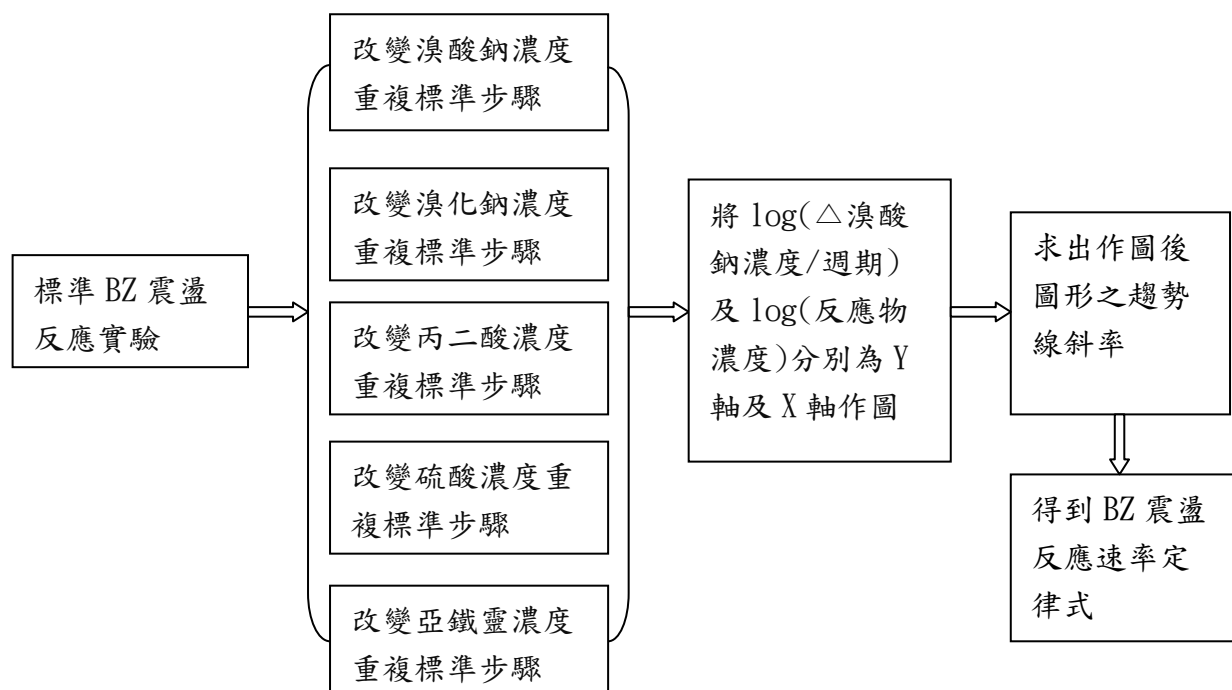 標準 BZ 震盪
反應實驗
改變溴酸鈉濃度
重複標準步驟
改變溴化鈉濃度
重複標準步驟
改變丙二酸濃度
重複標準步驟
改變硫酸濃度重
複標準步驟
改變亞鐵靈濃度
重複標準步驟
將 log(△溴酸
鈉濃度/週期)
及 log(反應物
濃度)分別為 Y
軸及 X 軸作圖
求出作圖後
圖形之趨勢
線斜率
得到 BZ 震盪
反應速率定
律式